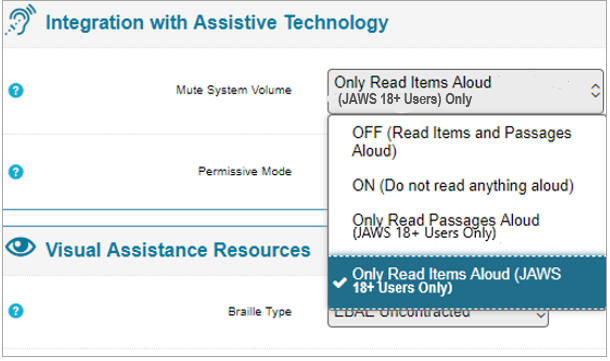 Integration with Assistive Technology
Mute System Volume
Only Read Items Aloud
(JAWS 18+ Users) Only
OFF (Read Items and Passages
Aloud)
ON (Do not read anything aloud)
Only Read Passages Aloud
(JAWS 18+ Users Only)
Only Read Items Aloud (JAWS
18+ Users Only)
Permissive Mode
Visual Assistance Resources
Braille Type
EBAE Uncontracted